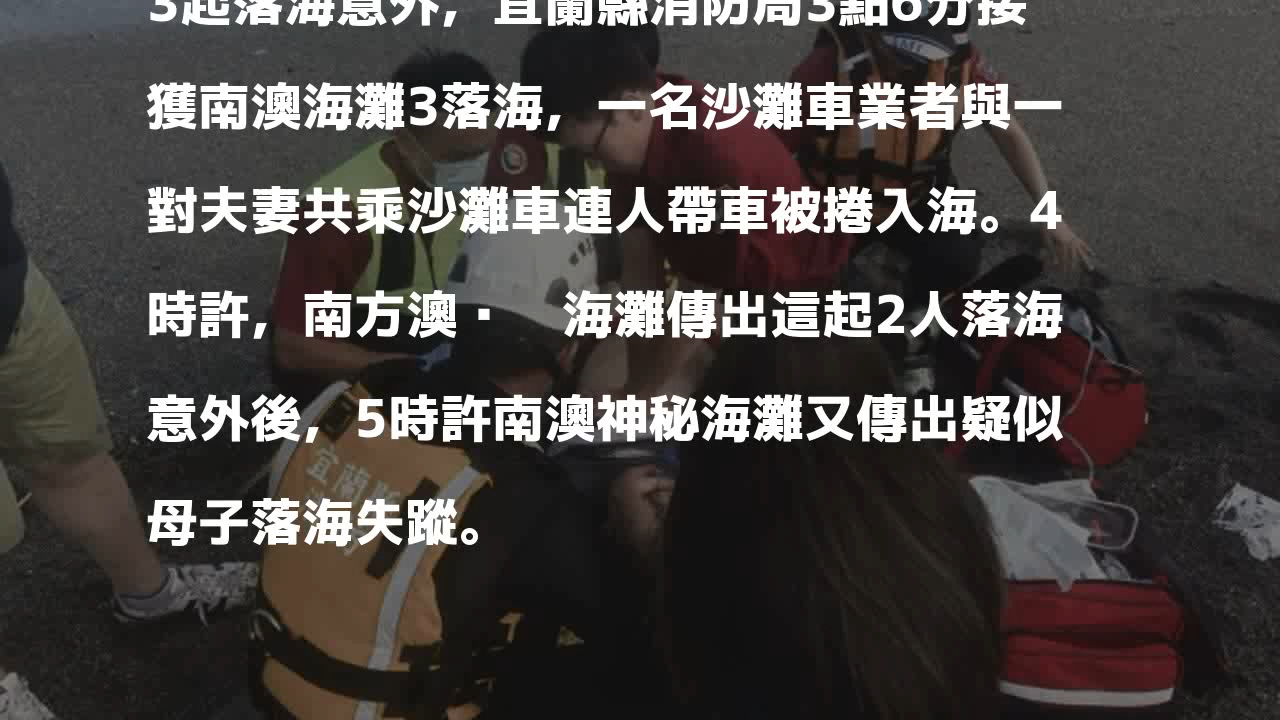 3起落海意外，宜蘭縣消防局3點6分接
獲南澳海灘3落海，一名沙灘車業者與一
對夫妻共乘沙灘車連人帶車被捲入海。4
時許，南方澳▪　海灘傳出這起2人落海
意外後，5時許南澳神秘海灘又傳出疑似
母子落海失蹤。
宜蘭